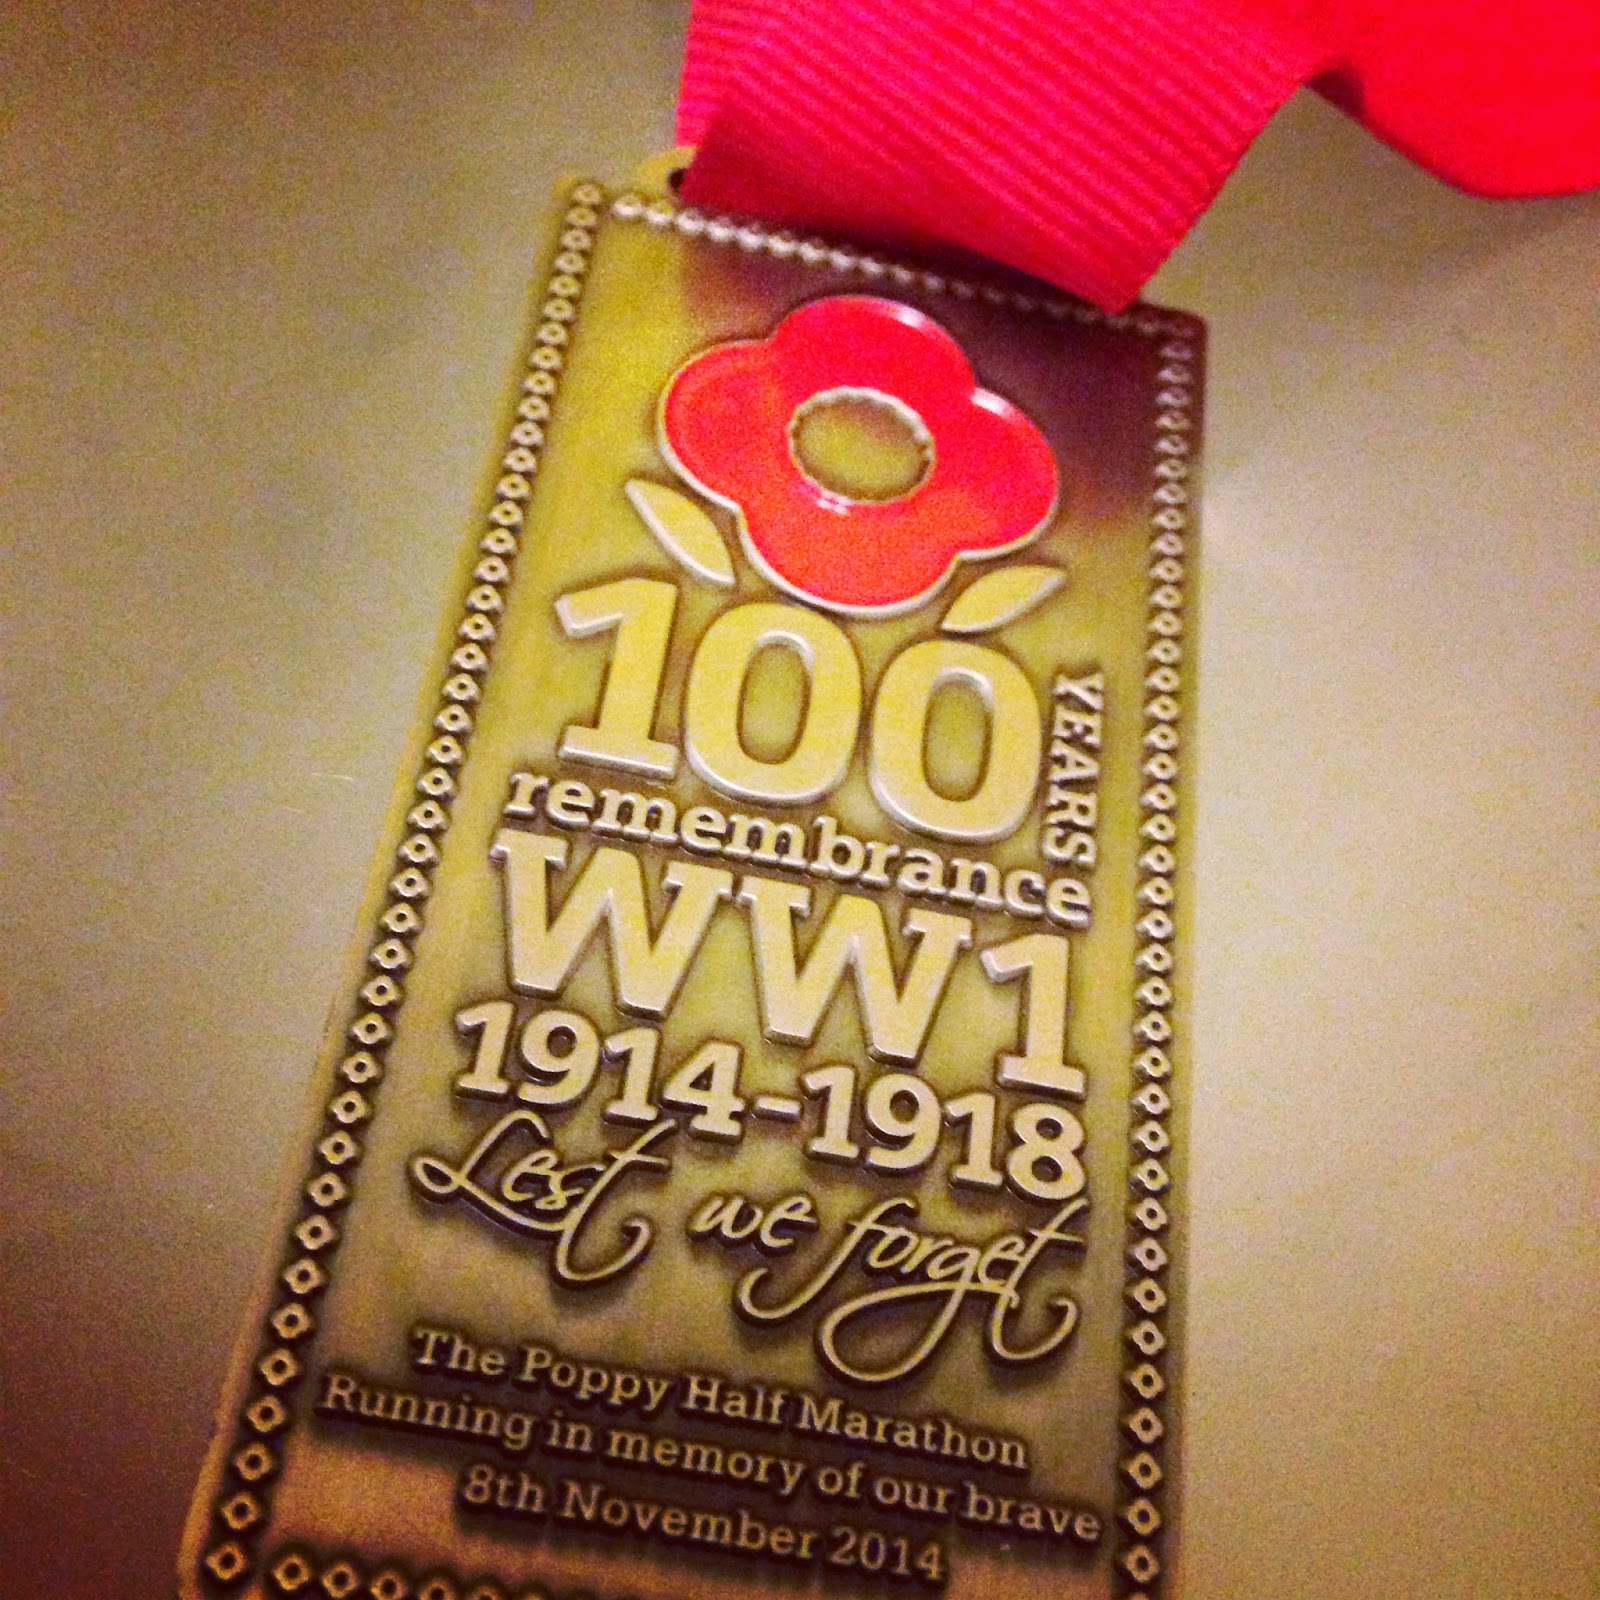 100 YEARS
remembrance
WW1
1914-1918
Lest we forget
The Poppy Half Marathon
Running in memory of our brave
8th November 2014